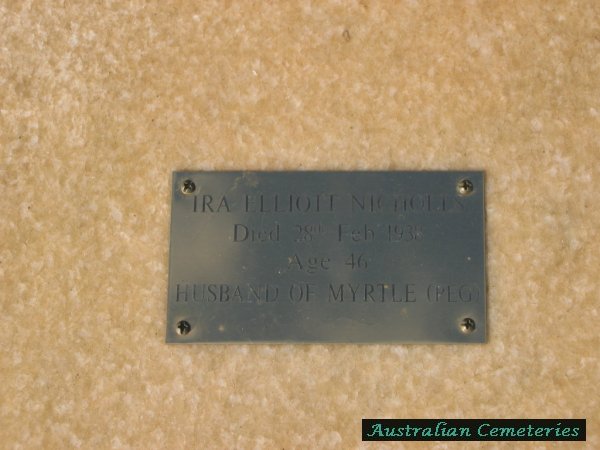 IRA ELLIOTT NICHOLLS
Died 28th Feb 1938
Age 46
HUSBAND OF MYRTLE (PEG)
Australian Cemeteries